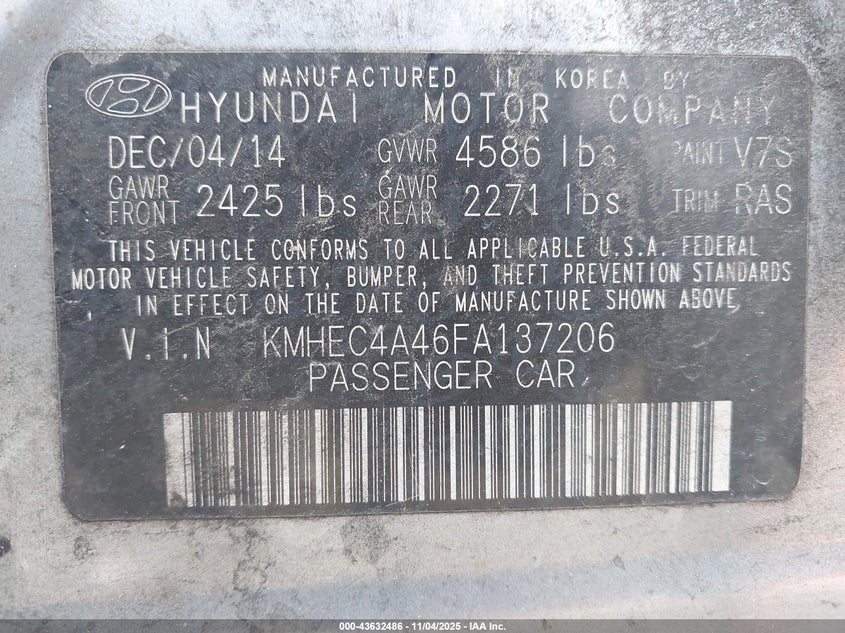 MANUFACTURED IN KOREA BY
HYUNDAI MOTOR COMPANY
DEC/04/14 GVWR 4586 lbs PAINT V7S
GAWR FRONT 2425 lbs GAWR REAR 2271 lbs TRIM RAS
THIS VEHICLE CONFORMS TO ALL APPLICABLE U.S.A. FEDERAL
MOTOR VEHICLE SAFETY, BUMPER, AND THEFT PREVENTION STANDARDS
IN EFFECT ON THE DATE OF MANUFACTURE SHOWN ABOVE.
V.i.N KMHEC4A46FA137206
PASSENGER CAR
000-43632486 - 11/04/2025 - IAA Inc.